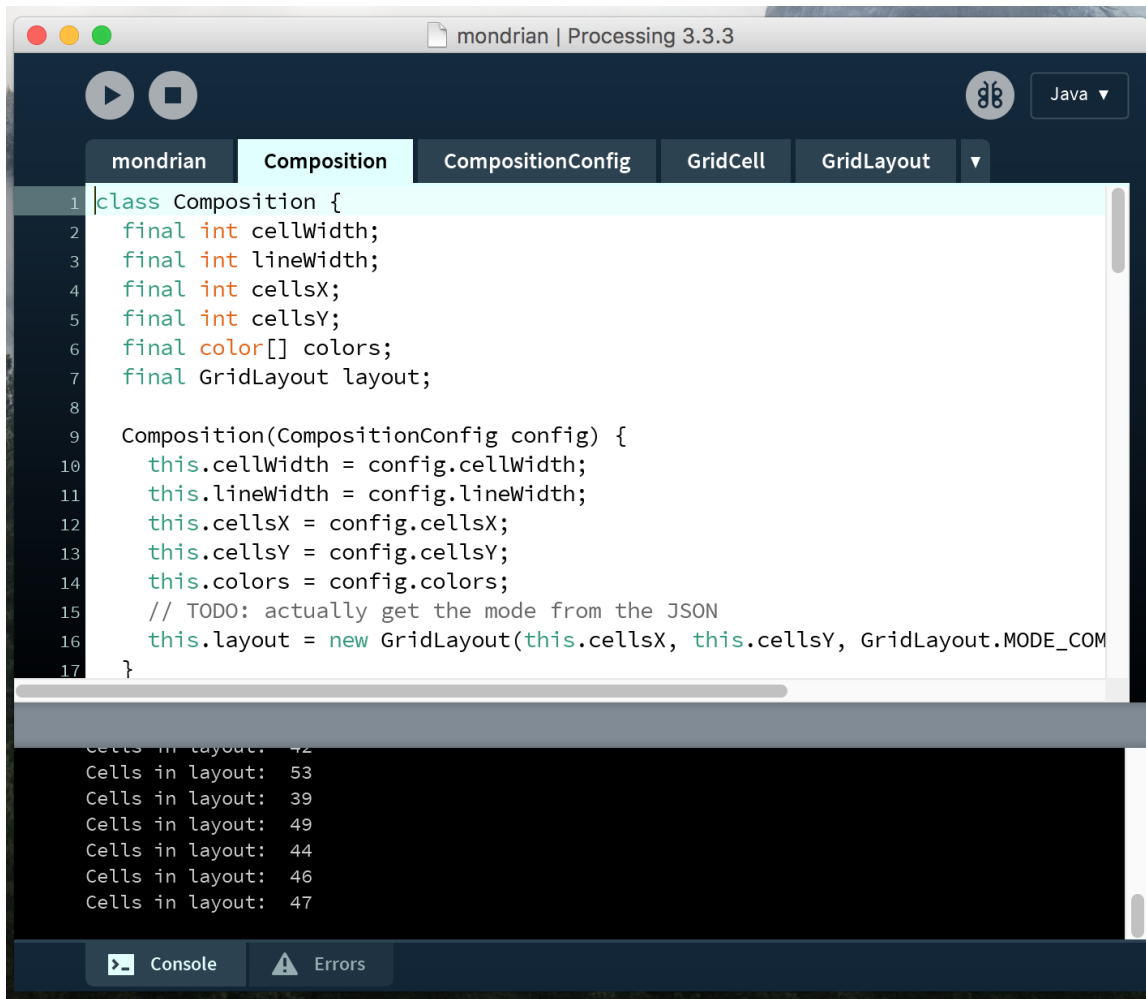 mondrian | Processing 3.3.3
Java ▼
mondrian Composition CompositionConfig GridCell GridLayout ▼
1 class Composition {
2 final int cellWidth;
3 final int lineWidth;
4 final int cellsX;
5 final int cellsY;
6 final color[] colors;
7 final GridLayout layout;
8
9 Composition(CompositionConfig config) {
10 this.cellWidth = config.cellWidth;
11 this.lineWidth = config.lineWidth;
12 this.cellsX = config.cellsX;
13 this.cellsY = config.cellsY;
14 this.colors = config.colors;
15 // TODO: actually get the mode from the JSON
16 this.layout = new GridLayout(this.cellsX, this.cellsY, GridLayout.MODE_COM
17 }
Cells in layout: 42
Cells in layout: 53
Cells in layout: 39
Cells in layout: 49
Cells in layout: 44
Cells in layout: 46
Cells in layout: 47
Console Errors